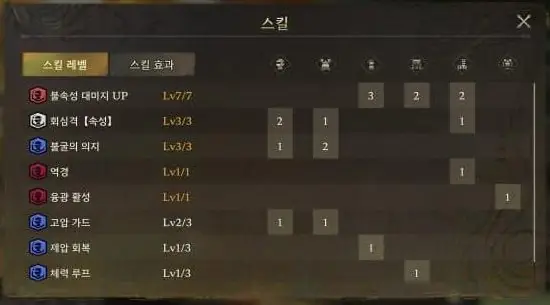 스킬
스킬 레벨 스킬 효과
불속성 대미지 UP Lv7/7 3 2 2
회심격【속성】 Lv3/3 2 1 1
불굴의 의지 Lv3/3 1 2
역경 Lv1/1 1
용광 활성 Lv1/1 1
고압 가드 Lv2/3 1 1
제압 회복 Lv1/3 1
체력 루프 Lv1/3 1